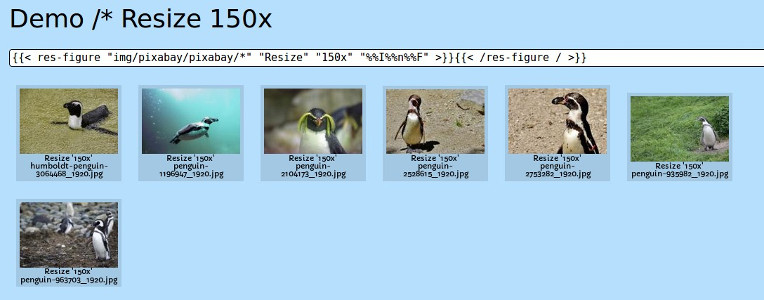 Demo /* Resize 150x
{{< res-figure "img/pixabay/pixabay/*" "Resize" "150x" "%%I%%n%%F" >}}{{< /res-figure / >}}
Resize '150x'
humboldt-penguin-
3064468_1920.jpg
Resize '150x'
penguin-
1196947_1920.jpg
Resize '150x'
penguin-
2104173_1920.jpg
Resize '150x'
penguin-
2528615_1920.jpg
Resize '150x'
penguin-
2753282_1920.jpg
Resize '150x'
penguin-935982_1920.jpg
Resize '150x'
penguin-963703_1920.jpg